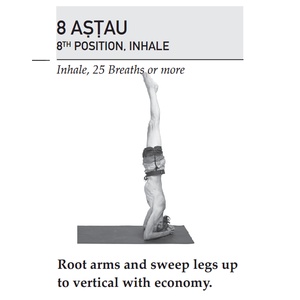 8 AṢṬAU
8TH POSITION, INHALE
Inhale, 25 Breaths or more
Root arms and sweep legs up
to vertical with economy.